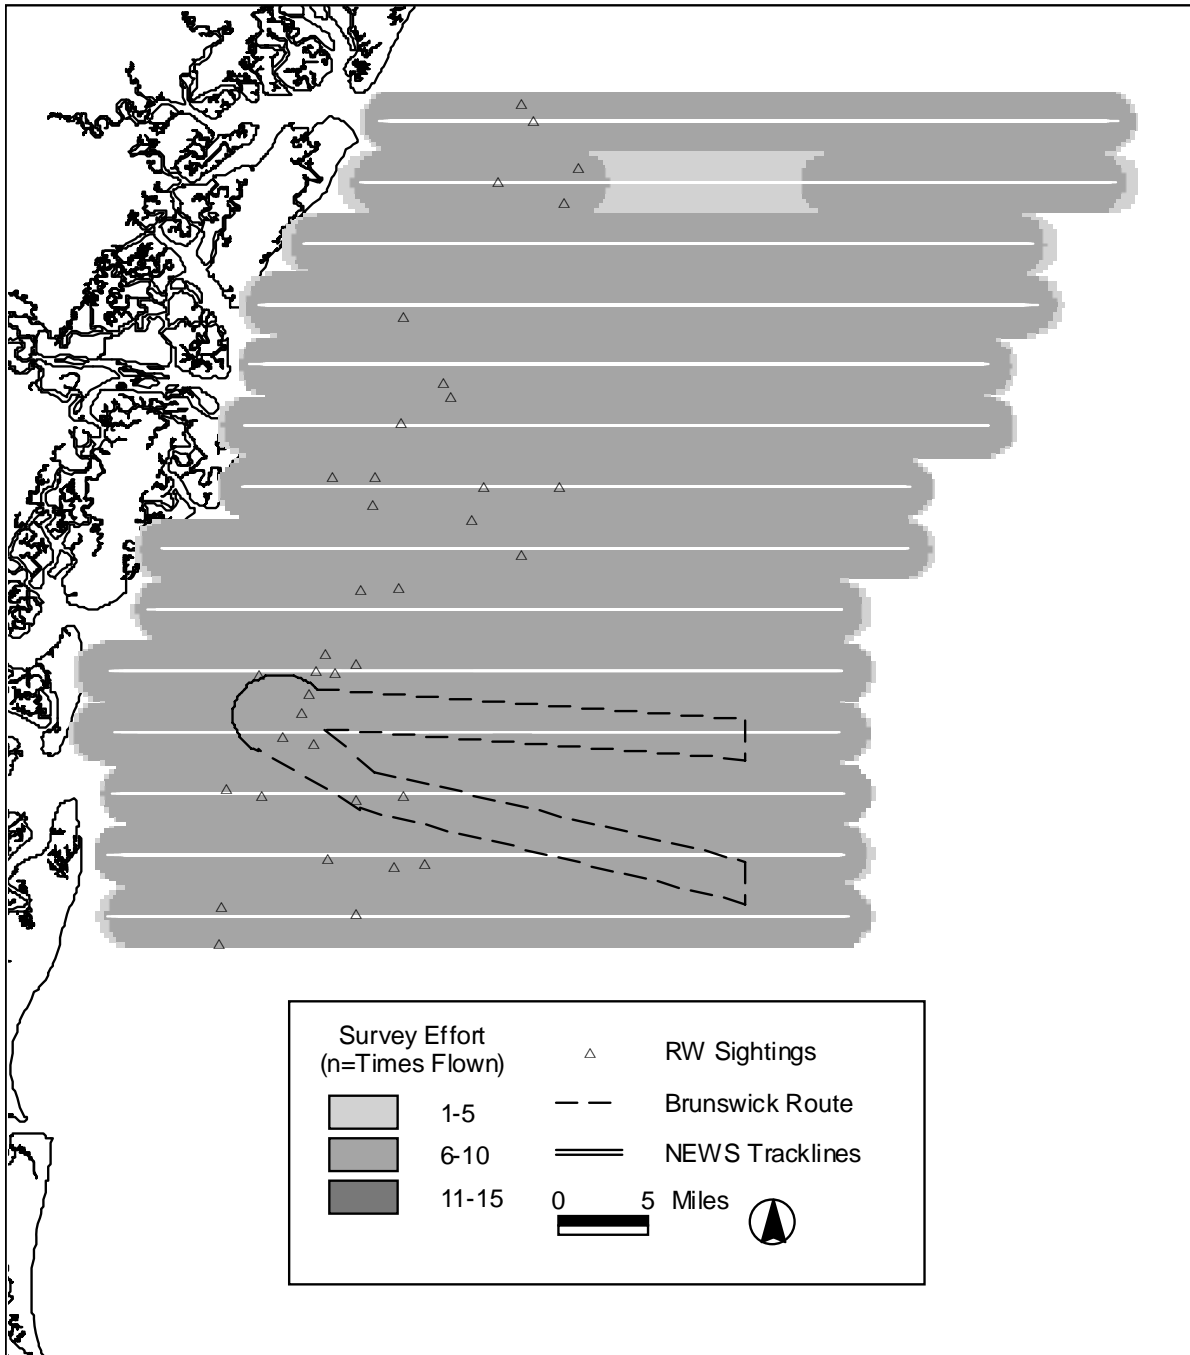 Survey Effort
(n=Times Flown)
1-5
6-10
11-15
RW Sightings
Brunswick Route
NEWS Tracklines
0 5 Miles